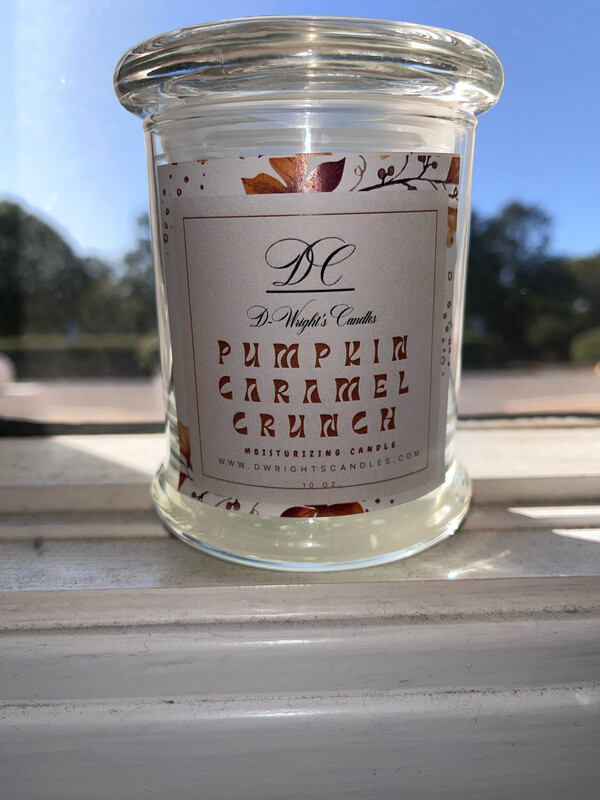 DC
D-Wright's Candles
PUMPKIN
CARAMEL
CRUNCH
MOISTURIZING CANDLE
WWW.DWRIGHTSCANDLES.COM
10 OZ.